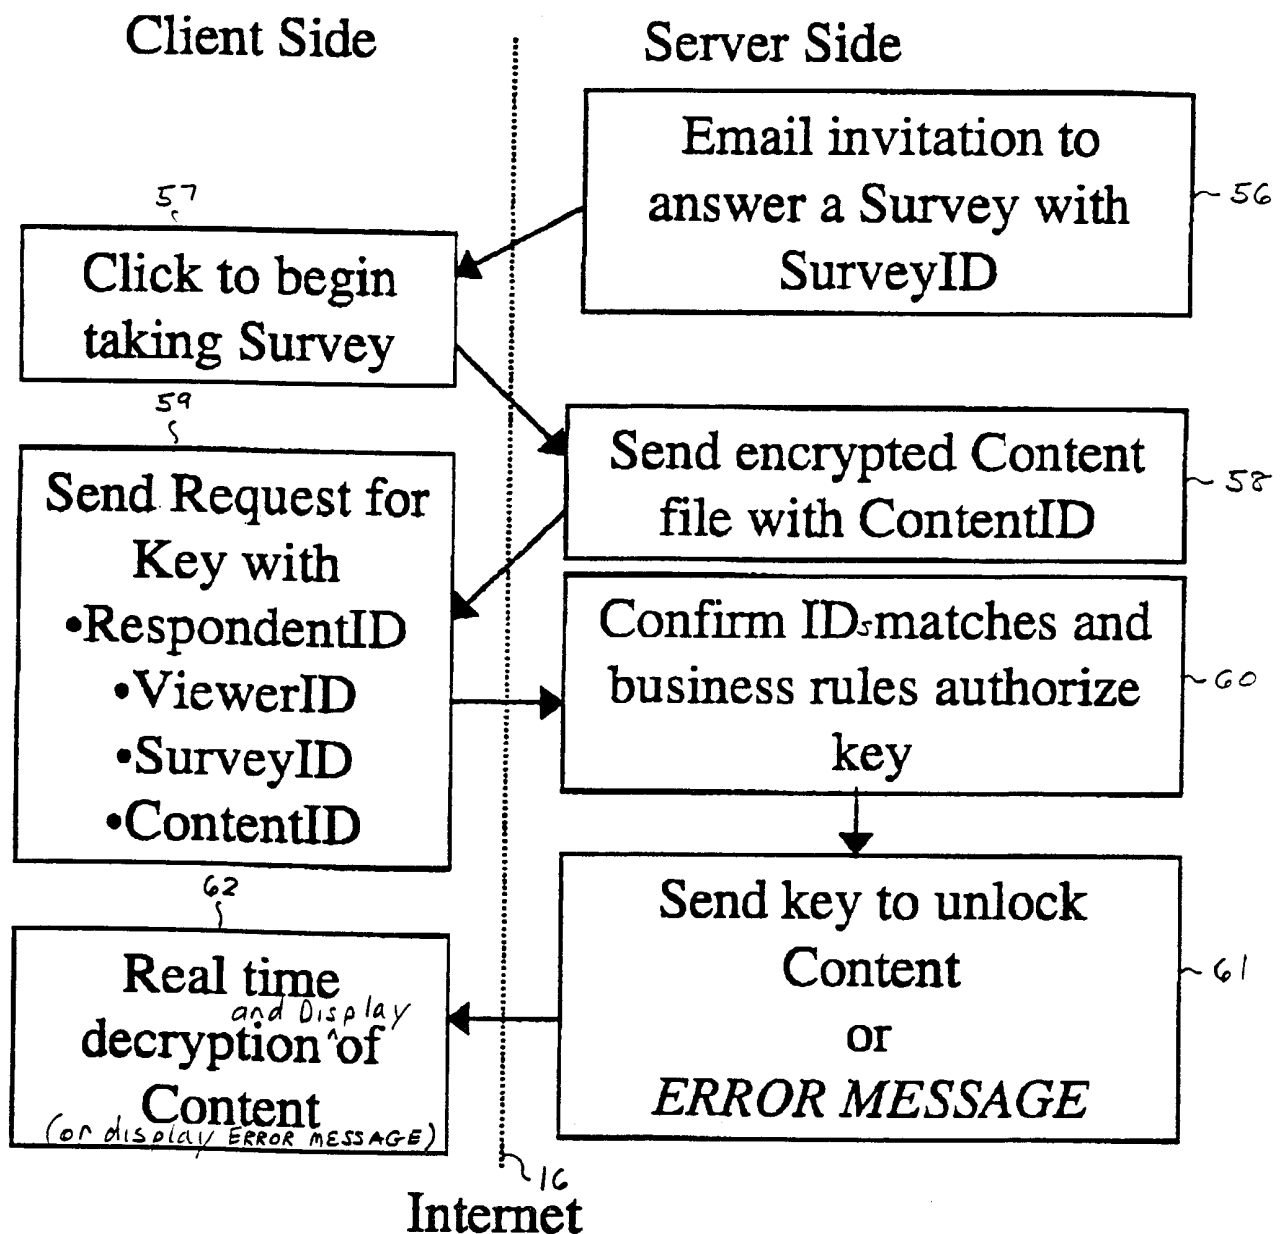 Client Side
Server Side
Email invitation to
answer a Survey with
SurveyID
56
57
Click to begin
taking Survey
Send encrypted Content
file with ContentID
58
59
Send Request for
Key with
•RespondentID
•ViewerID
•SurveyID
•ContentID
Confirm IDs matches and
business rules authorize
key
60
Send key to unlock
Content
or
ERROR MESSAGE
61
62
Real time
and Display
decryption ^ of
Content
(or display ERROR MESSAGE)
16
Internet